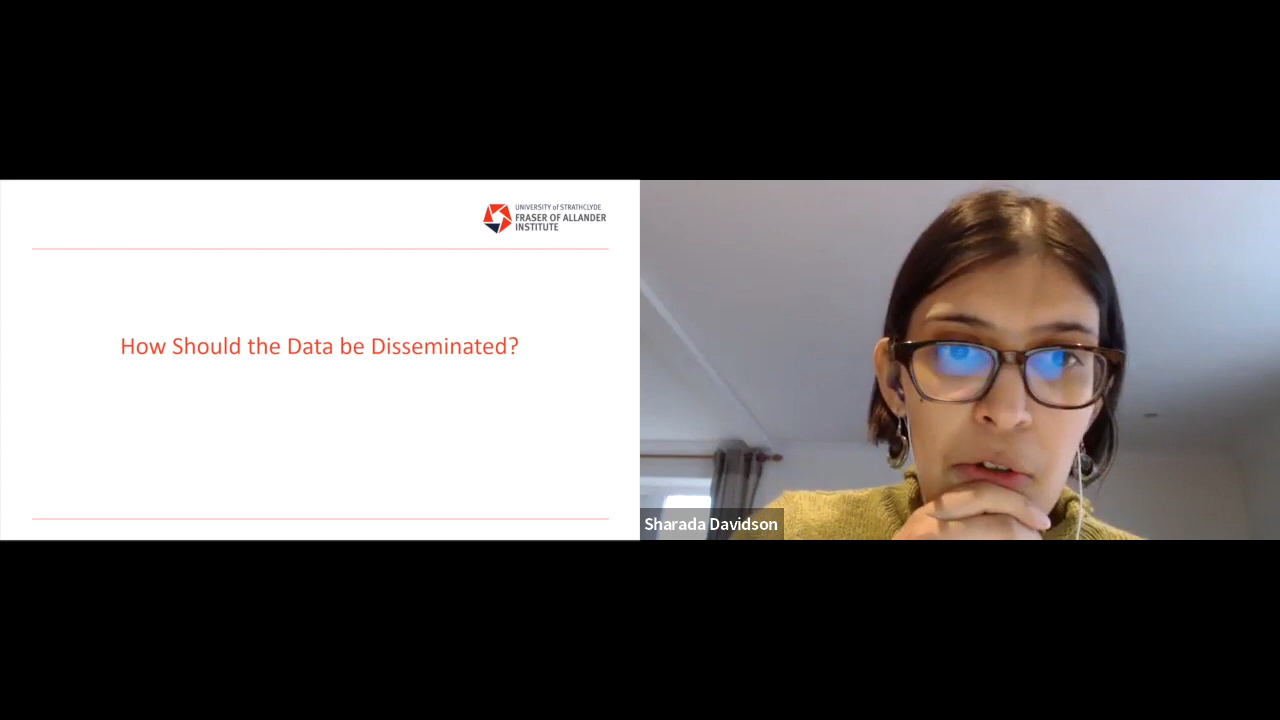 UNIVERSITY of STRATHCLYDE
FRASER OF ALLANDER
INSTITUTE
How Should the Data be Disseminated?
Sharada Davidson